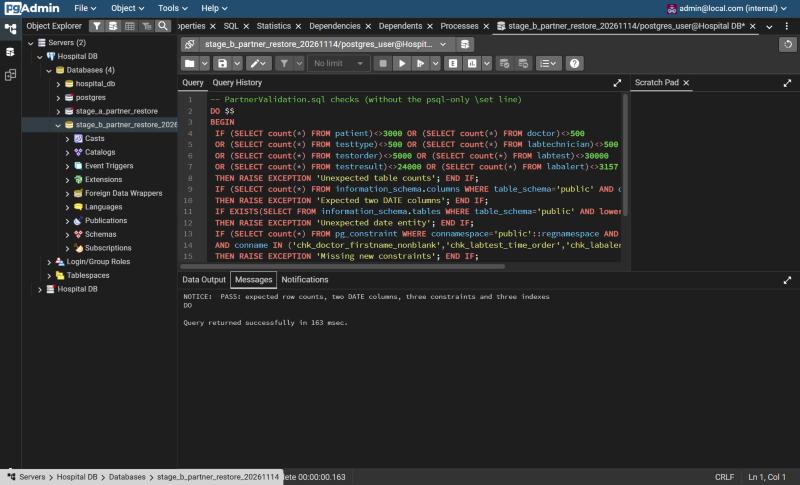 pgAdmin File Object Tools Help admin@local.com (internal)
Object Explorer
roperties SQL Statistics Dependencies Dependents Processes stage_b_partner_restore_20261114/postgres_user@Hospital DB*
Servers (2)
Hospital DB
Databases (4)
hospital_db
postgres
stage_a_partner_restore
stage_b_partner_restore_2026
Casts
Catalogs
Event Triggers
Extensions
Foreign Data Wrappers
Languages
Publications
Schemas
Subscriptions
Login/Group Roles
Tablespaces
Hospital DB
stage_b_partner_restore_20261114/postgres_user@Hospit...
No limit
Query Query History
Scratch Pad
1 -- PartnerValidation.sql checks (without the psql-only \set line)
2 DO $$
3 BEGIN
4 IF (SELECT count(*) FROM patient)<>3000 OR (SELECT count(*) FROM doctor)<>500
5 OR (SELECT count(*) FROM testtype)<>500 OR (SELECT count(*) FROM labtechnician)<>500
6 OR (SELECT count(*) FROM testorder)<>5000 OR (SELECT count(*) FROM labtest)<>30000
7 OR (SELECT count(*) FROM testresult)<>24000 OR (SELECT count(*) FROM labalert)<>3157
8 THEN RAISE EXCEPTION 'Unexpected table counts'; END IF;
9 IF (SELECT count(*) FROM information_schema.columns WHERE table_schema='public' AND c
10 THEN RAISE EXCEPTION 'Expected two DATE columns'; END IF;
11 IF EXISTS(SELECT FROM information_schema.tables WHERE table_schema='public' AND lower
12 THEN RAISE EXCEPTION 'Unexpected date entity'; END IF;
13 IF (SELECT count(*) FROM pg_constraint WHERE connamespace='public'::regnamespace AND
14 AND conname IN ('chk_doctor_firstname_nonblank','chk_labtest_time_order','chk_labaler
15 THEN RAISE EXCEPTION 'Missing new constraints'; END IF;
Data Output Messages Notifications
NOTICE: PASS: expected row counts, two DATE columns, three constraints and three indexes
DO
Query returned successfully in 163 msec.
Servers > Hospital DB > Databases > stage_b_partner_restore_20261114 lete 00:00:00.163
CRLF Ln 1, Col 1